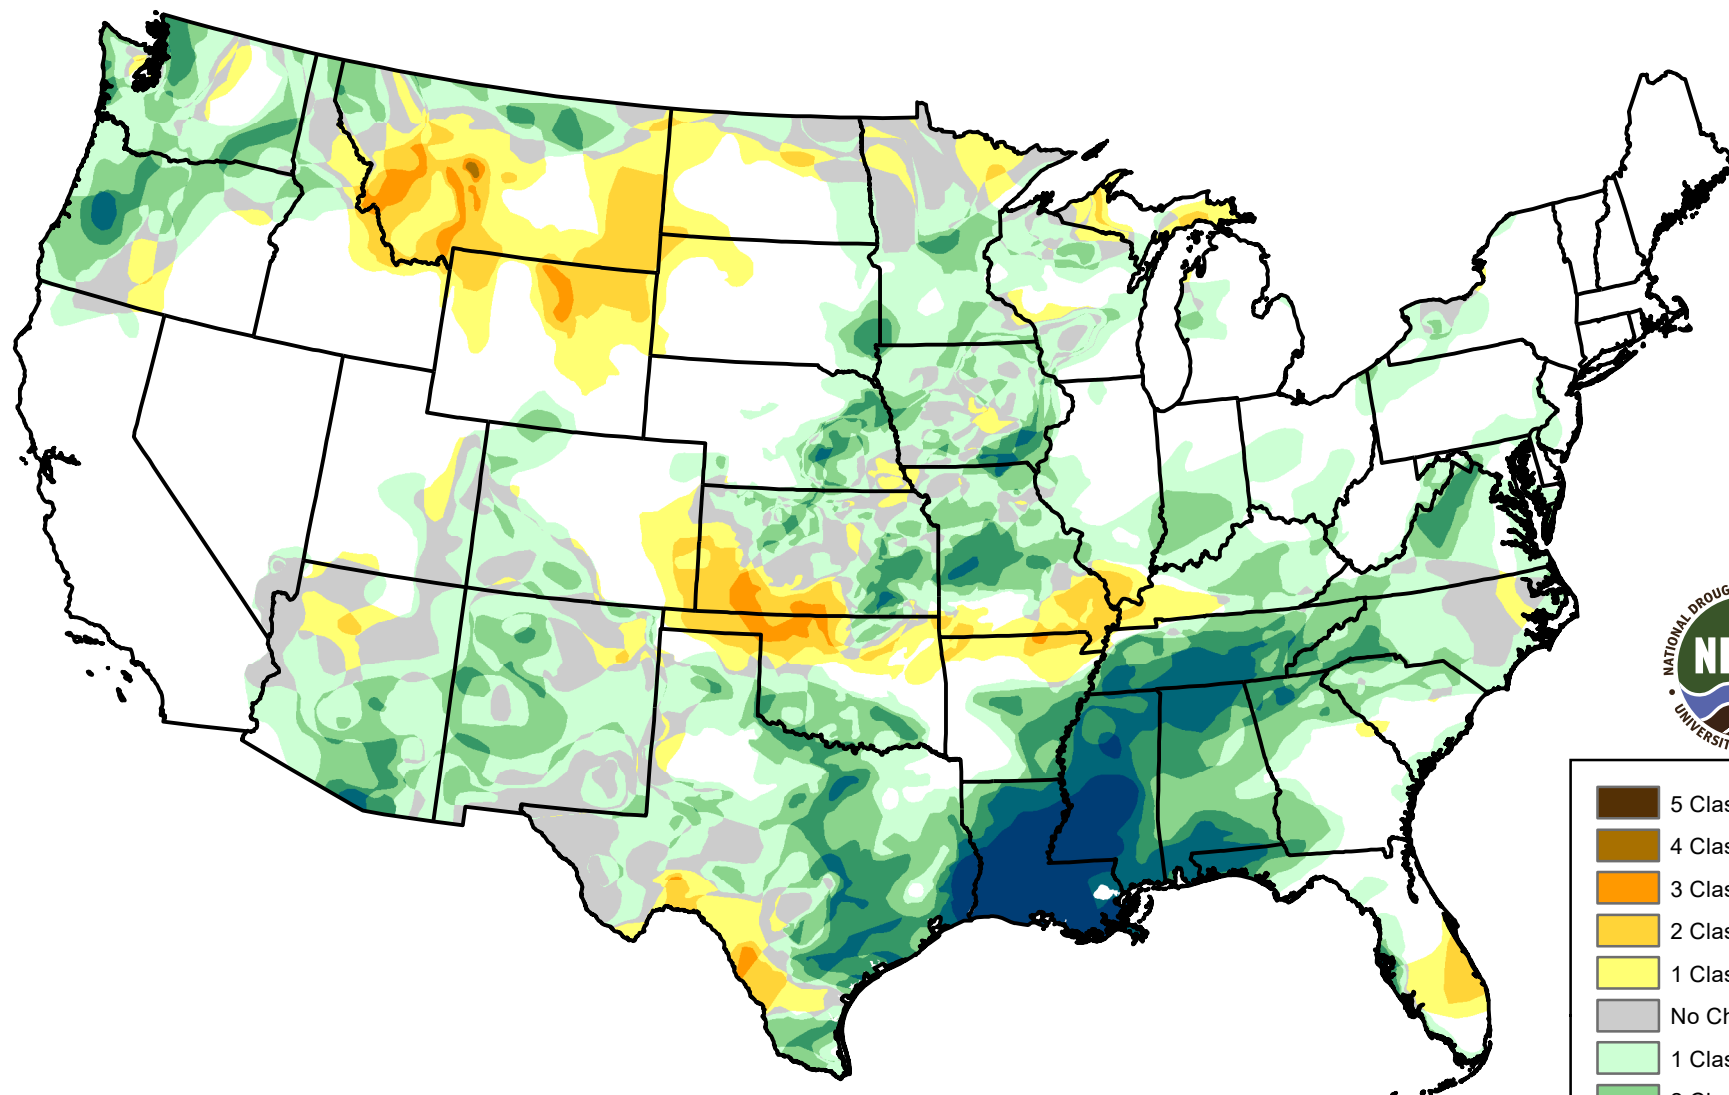 NATIONAL DROUG
UNIVERSIT
5 Clas
4 Clas
3 Clas
2 Clas
1 Clas
No Ch
1 Clas